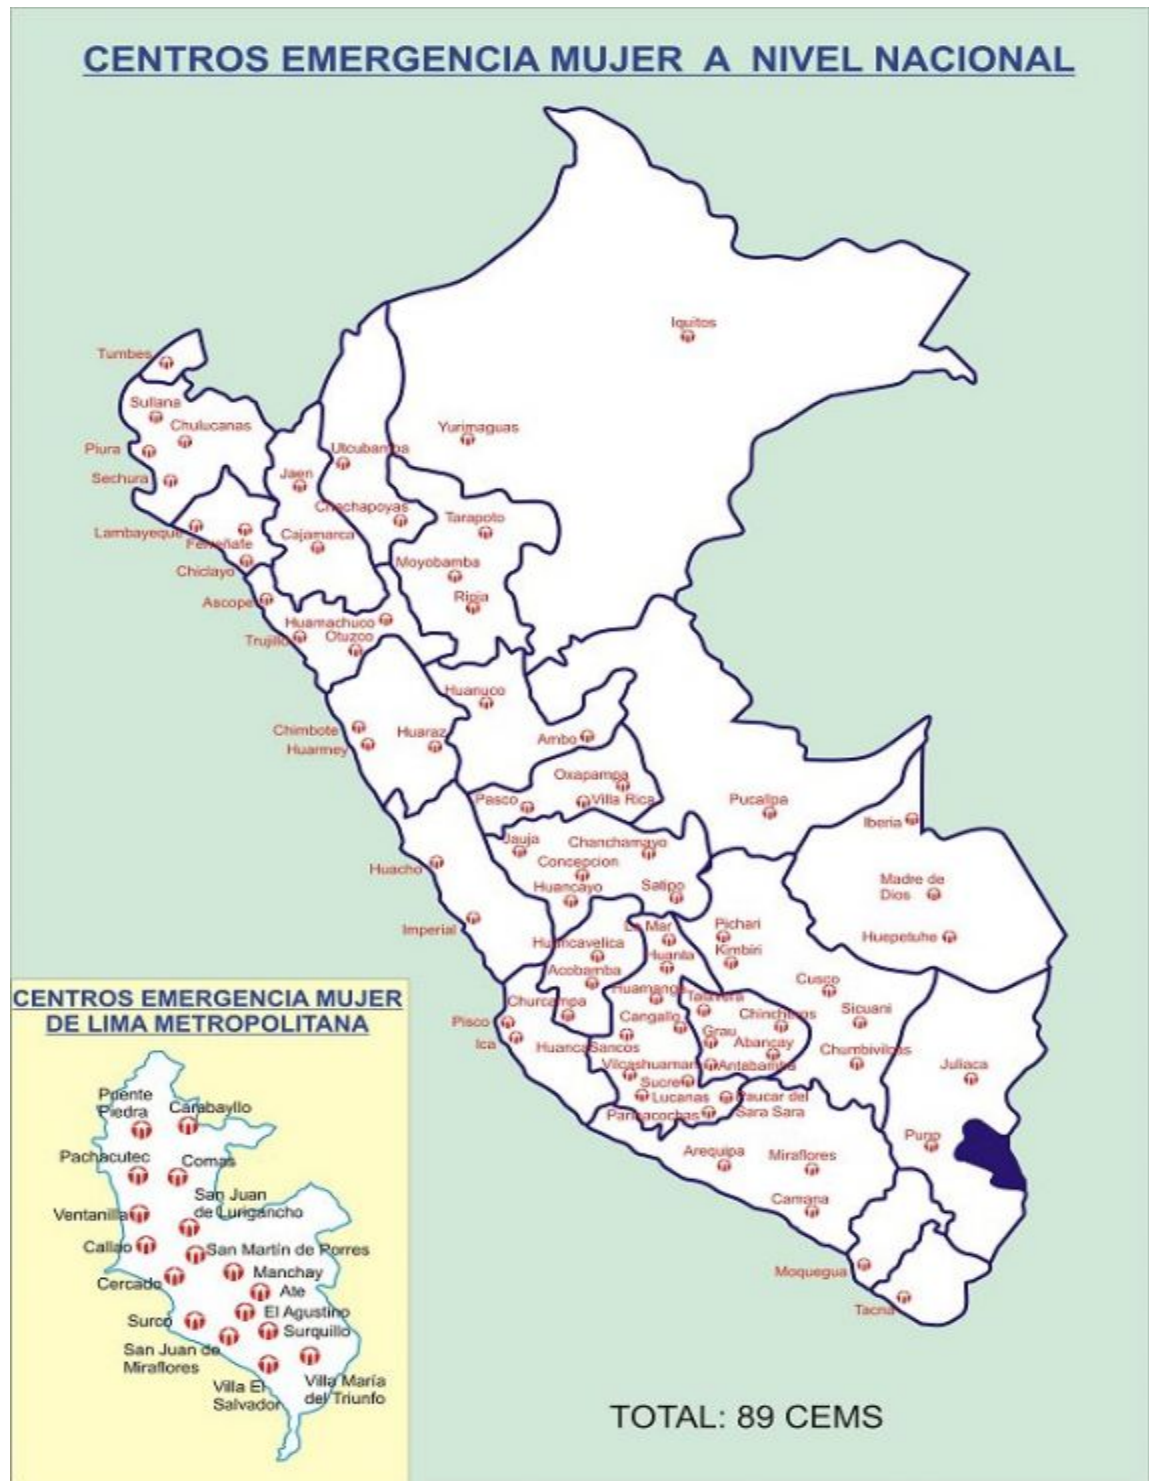 CENTROS EMERGENCIA MUJER A NIVEL NACIONAL
Iquitos
Tumbes
Sullana
Chulucanas
Yurimaguas
Piura
Utcubamba
Sechura
Jaen
Chachapoyas
Tarapoto
Lambayeque
Ferreñafe
Cajamarca
Chiclayo
Moyobamba
Ascope
Rioja
Huamachuco
Trujillo
Otuzco
Huanuco
Chimbote
Huaraz
Ambo
Huarmey
Oxapampa
Pasco
Villa Rica
Pucallpa
Iberia
Jauja
Chanchamayo
Concepcion
Huacho
Huancayo
Satipo
Madre de
Dios
Imperial
La Mar
Pichari
Huepetuhe
Huancavelica
Huanta
Kimbiri
Acobamba
Cusco
Huamanga
Talavera
Churcampa
Sicuani
Pisco
Cangallo
Chincheros
Ica
HuancaSancos
Grau
Abancay
Chumbivilcas
Vilcashuaman
Antabamba
Juliaca
Sucre
Lucanas
Paucar del
Sara Sara
Parinacochas
Puno
Arequipa
Miraflores
Camana
Moquegua
Tacna
CENTROS EMERGENCIA MUJER
DE LIMA METROPOLITANA
Puente
Piedra
Carabayllo
Pachacutec
Comas
San Juan
de Lurigancho
Ventanilla
Callao
San Martín de Porres
Cercado
Manchay
Ate
El Agustino
Surco
Surquillo
San Juan de
Miraflores
Villa El
Salvador
Villa María
del Triunfo
TOTAL: 89 CEMS